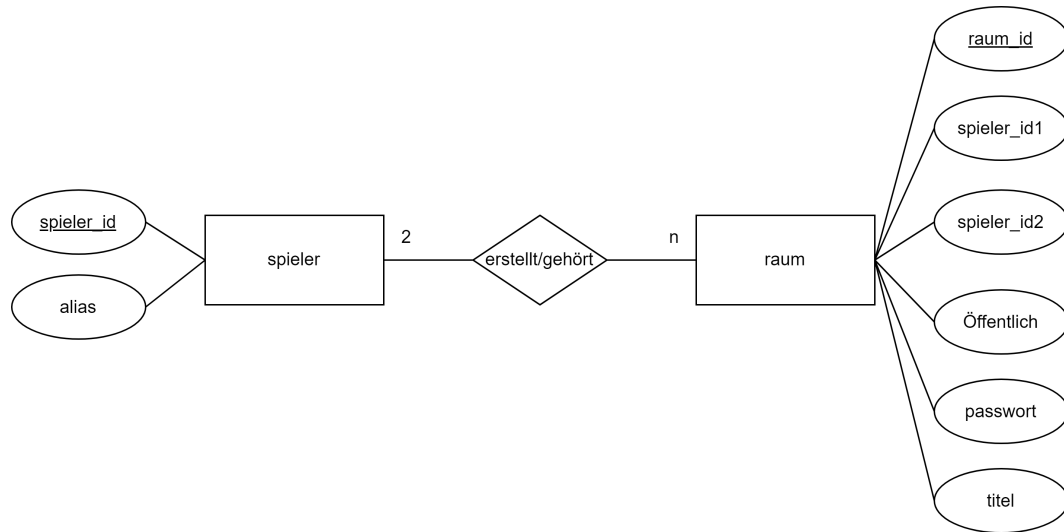 raum_id
spieler_id1
spieler_id
spieler_id2
2
n
spieler
erstellt/gehört
raum
alias
Öffentlich
passwort
titel